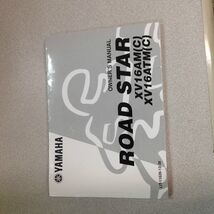 OWNER'S MANUAL
ROAD STAR
XV16AM(C)
XV16ATM(C)
YAMAHA